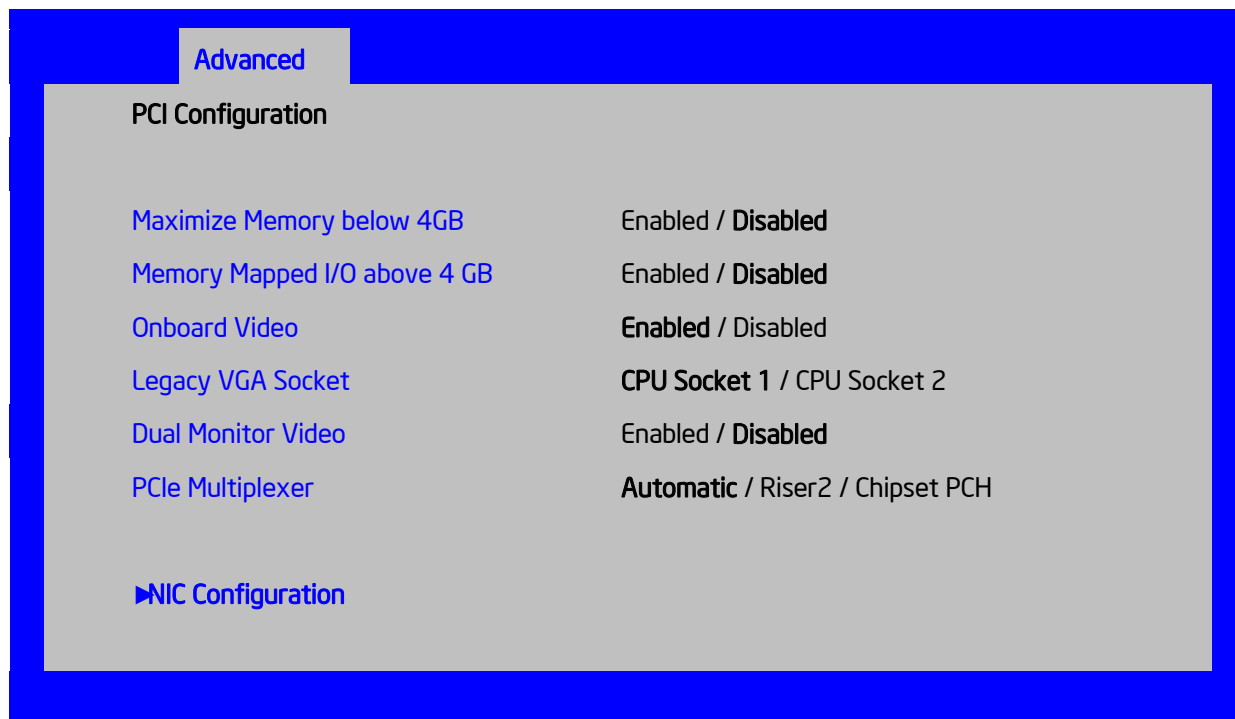 Advanced
PCI Configuration
Maximize Memory below 4GB Enabled / Disabled
Memory Mapped I/O above 4 GB Enabled / Disabled
Onboard Video Enabled / Disabled
Legacy VGA Socket CPU Socket 1 / CPU Socket 2
Dual Monitor Video Enabled / Disabled
PCIe Multiplexer Automatic / Riser2 / Chipset PCH
►NIC Configuration